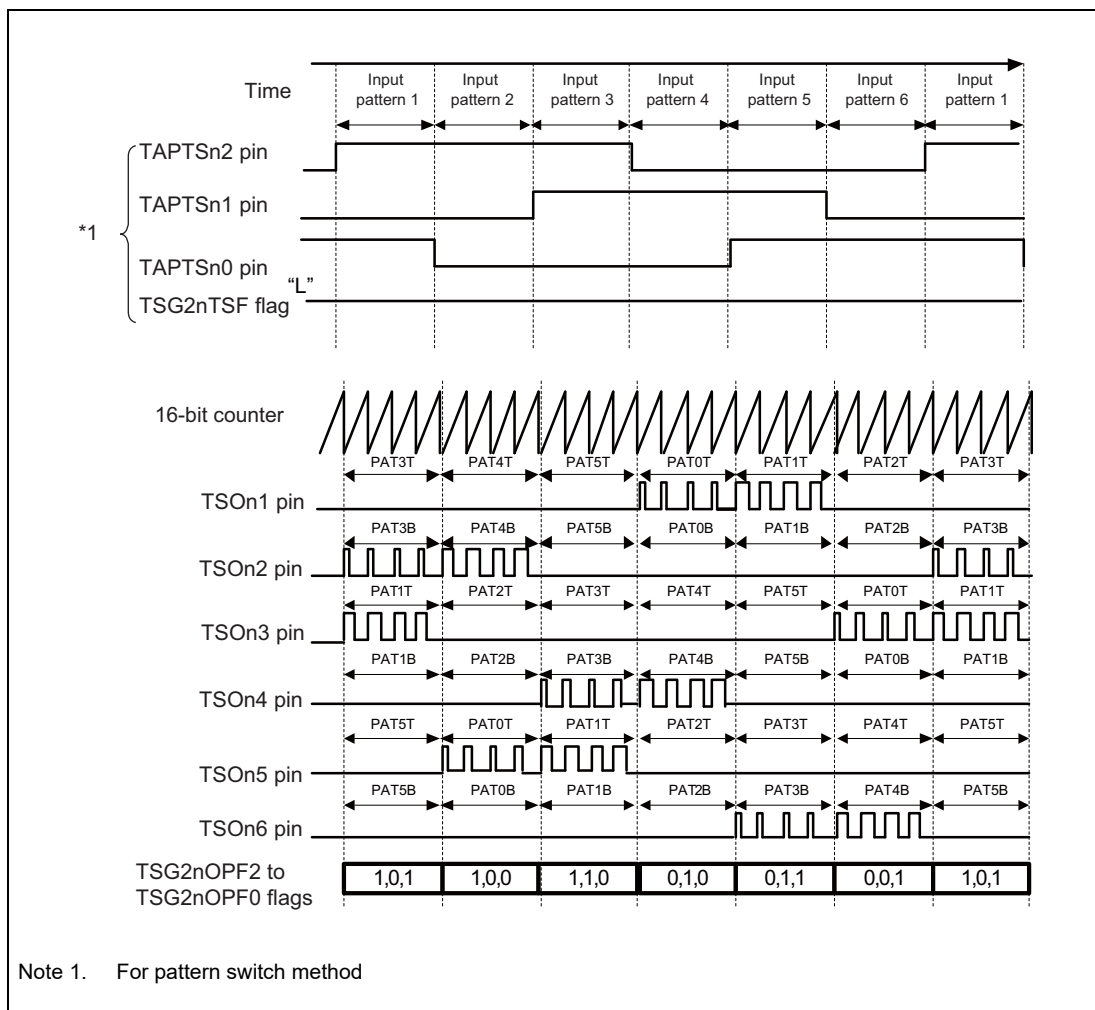 Time
Input pattern 1
Input pattern 2
Input pattern 3
Input pattern 4
Input pattern 5
Input pattern 6
Input pattern 1
*1
TAPTSn2 pin
TAPTSn1 pin
TAPTSn0 pin
"L"
TSG2nTSF flag
16-bit counter
PAT3T PAT4T PAT5T PAT0T PAT1T PAT2T PAT3T
TSOn1 pin
PAT3B PAT4B PAT5B PAT0B PAT1B PAT2B PAT3B
TSOn2 pin
PAT1T PAT2T PAT3T PAT4T PAT5T PAT0T PAT1T
TSOn3 pin
PAT1B PAT2B PAT3B PAT4B PAT5B PAT0B PAT1B
TSOn4 pin
PAT5T PAT0T PAT1T PAT2T PAT3T PAT4T PAT5T
TSOn5 pin
PAT5B PAT0B PAT1B PAT2B PAT3B PAT4B PAT5B
TSOn6 pin
TSG2nOPF2 to
TSG2nOPF0 flags
1,0,1 1,0,0 1,1,0 0,1,0 0,1,1 0,0,1 1,0,1
Note 1. For pattern switch method